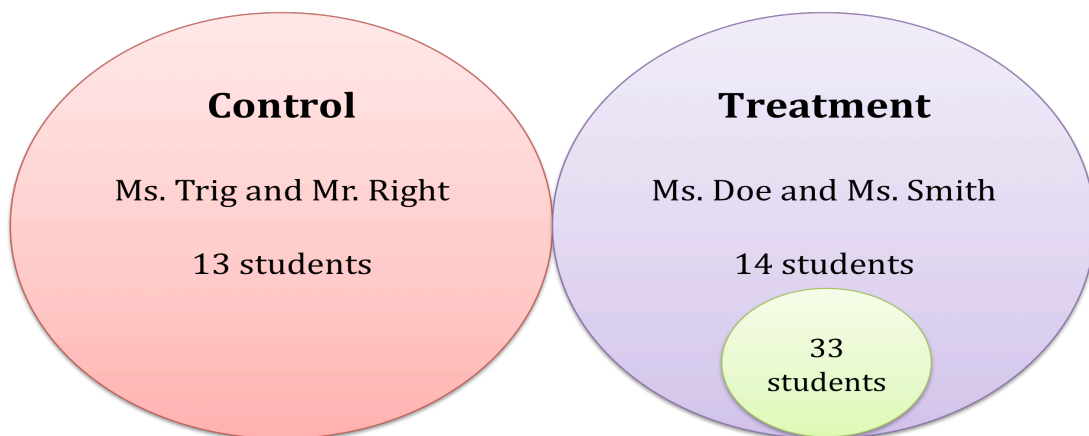 Control
Ms. Trig and Mr. Right
13 students
Treatment
Ms. Doe and Ms. Smith
14 students
33
students